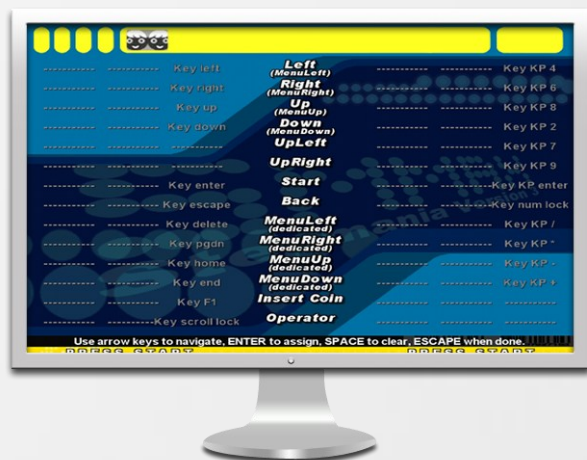 ---------- ---------- Key left Left ---------- ---------- Key KP 4
(MenuLeft)
---------- ---------- Key right Right ---------- ---------- Key KP 6
(MenuRight)
---------- ---------- Key up Up ---------- ---------- Key KP 8
(MenuUp)
---------- ---------- Key down Down ---------- ---------- Key KP 2
(MenuDown)
---------- ---------- ---------- UpLeft ---------- ---------- Key KP 7
---------- ---------- ---------- UpRight ---------- ---------- Key KP 9
---------- ---------- Key enter Start ---------- ---------- Key KP enter
---------- ---------- Key escape Back ---------- ---------- Key num lock
---------- ---------- Key delete MenuLeft ---------- ---------- Key KP /
(dedicated)
---------- ---------- Key pgdn MenuRight ---------- ---------- Key KP *
(dedicated)
---------- ---------- Key home MenuUp ---------- ---------- Key KP -
(dedicated)
---------- ---------- Key end MenuDown ---------- ---------- Key KP +
(dedicated)
---------- ---------- Key F1 Insert Coin ---------- ---------- ----------
---------- ---------- Key scroll lock Operator ---------- ---------- ----------
Use arrow keys to navigate, ENTER to assign, SPACE to clear, ESCAPE when done.
PRESS START PRESS START